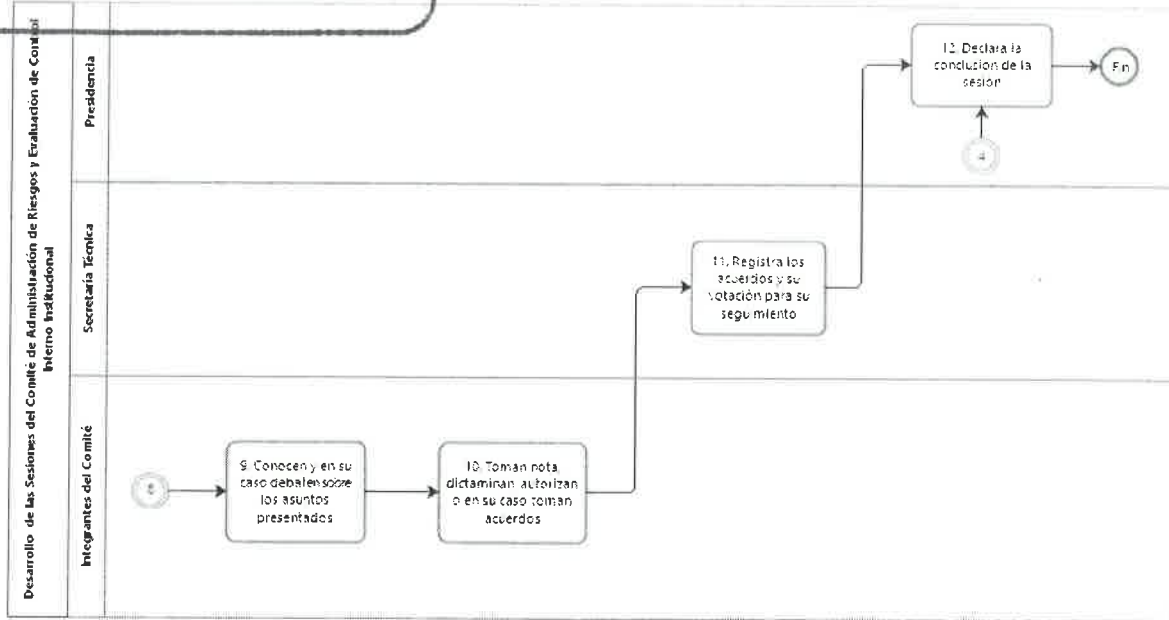 Desarrollo de las Sesiones del Comité de Administración de Riesgos y Evaluación de Control
Interno Institucional
Presidencia
12. Declara la
conclusión de la
sesión
Fin
4
Secretaría Técnica
11. Registra los
acuerdos y su
votación para su
seguimiento
Integrantes del Comité
9. Conocen y en su
caso debaten sobre
los asuntos
presentados
10. Toman nota,
dictaminan, autorizan
o en su caso toman
acuerdos